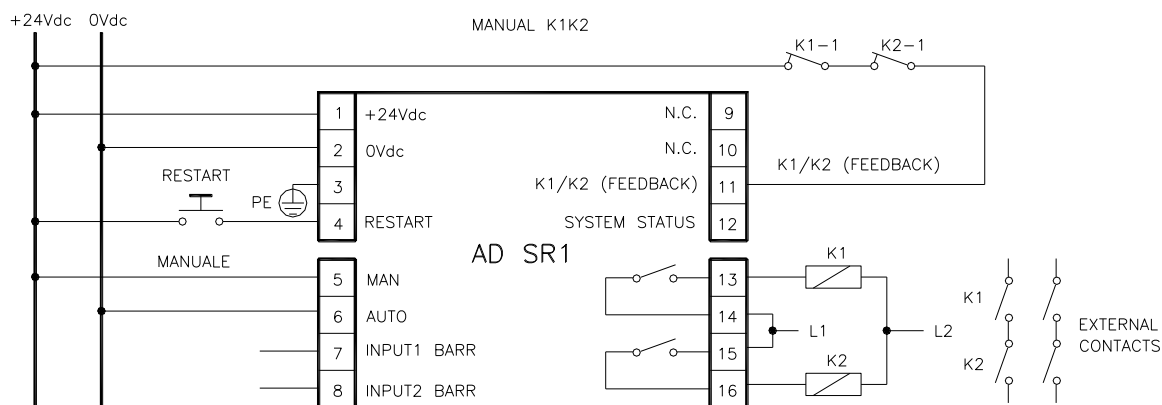 +24Vdc 0Vdc
MANUAL K1K2
K1-1 K2-1
1 +24Vdc N.C. 9
2 0Vdc N.C. 10
K1/K2 (FEEDBACK)
RESTART
PE 3 K1/K2 (FEEDBACK) 11
4 RESTART SYSTEM STATUS 12
AD SR1
MANUALE
K1
5 MAN 13
6 AUTO 14
L1 L2
7 INPUT1 BARR 15
K2
8 INPUT2 BARR 16
K1
K2
EXTERNAL
CONTACTS